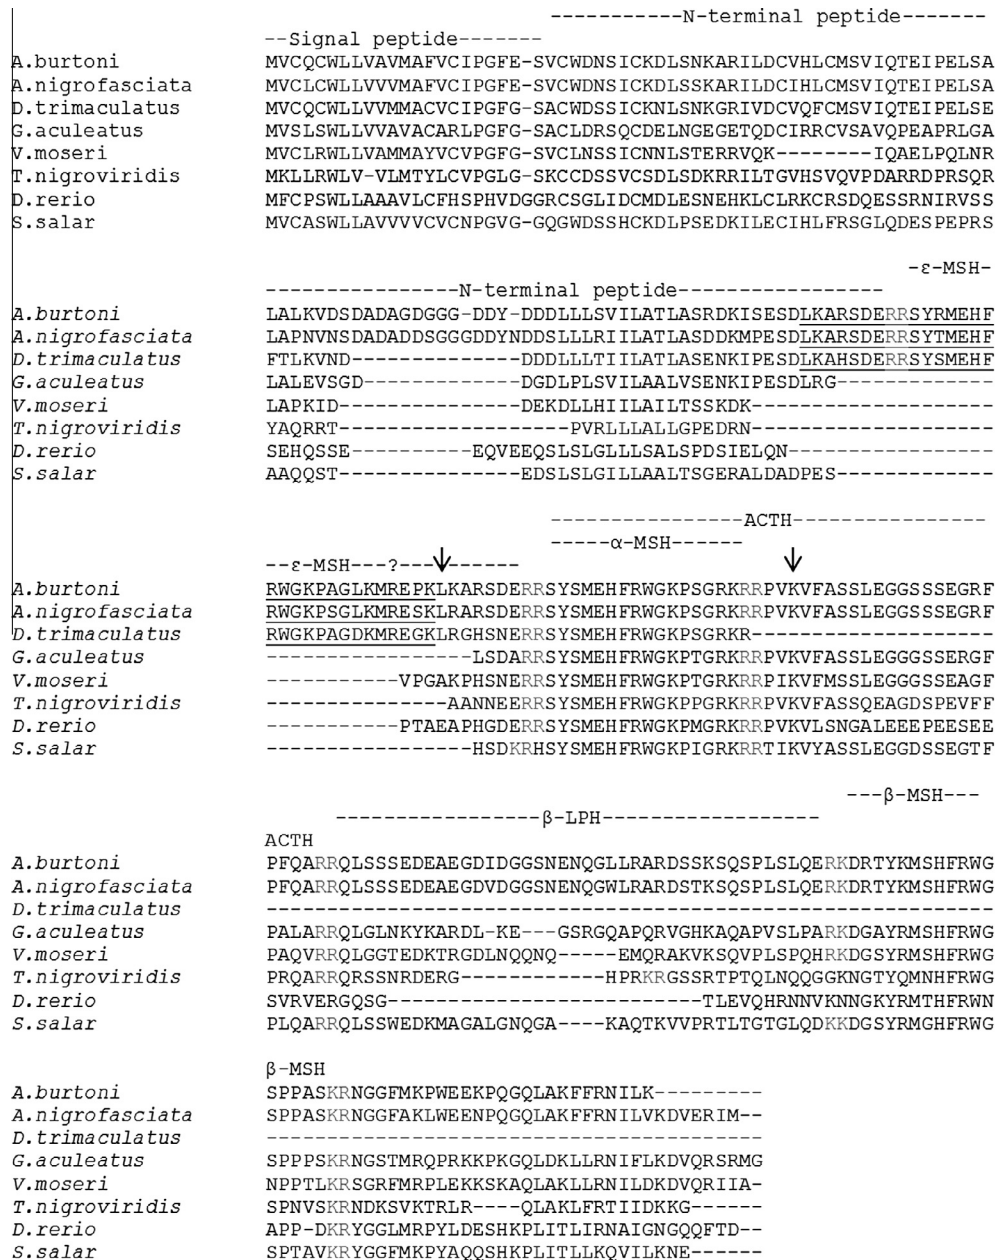 -----------N-terminal peptide-------
--Signal peptide-------
A.burtoni MVCQCWLLVAVMAFVCIPGFE-SVCWDNSICKDLSNKARILDCVHLCMSVIQTEIPELSA
A.nigrofasciata MVCLCWLLVVVMAFVCIPGFE-SVCWDNSICKDLSSKARILDCIHLCMSVIQTEIPELSA
D.trimaculatus MVCQCWLLVVMMACVCIPGFG-SACWDSSICKNLSNKGRIVDCVQFCMSVIQTEIPELSE
G.aculeatus MVSLSWLLVVAVACARLPGFG-SACLDRSQCDELNGEGETQDCIRRCVSAVQPEAPRLGA
V.moseri MVCLRWLLVAMMAYVCVPGFG-SVCLNSSICNNLSTERRVQK--------IQAELPQLNR
T.nigroviridis MKLLRWLV-VLMTYLCVPGLG-SKCCDSSVCSDLSDKRRILTGVHSVQVPDARRDPRSQR
D.rerio MFCPSWLLAAAVLCFHSPHVDGGRCSGLIDCMDLESNEHKLCLRKCRSDQESSRNIRVSS
S.salar MVCASWLLAVVVVCVCNPGVG-GQGWDSSHCKDLPSEDKILECIHLFRSGLQDESPEPRS
-ε-MSH-
----------------N-terminal peptide-----------------
A.burtoni LALKVDSDADAGDGGG-DDY-DDDLLLSVILATLASRDKISESDLKARSDERRSYRMEHF
A.nigrofasciata LAPNVNSDADADDSGGGDDYNDDSLLLRIILATLASDDKMPESDLKARSDERRSYTMEHF
D.trimaculatus FTLKVND--------------DDDLLLTIILATLASENKIPESDLKAHSDERRSYSMEHF
G.aculeatus LALEVSGD-------------DGDLPLSVILAALVSENKIPESDLRG-------------
V.moseri LAPKID---------------DEKDLLHIILAILTSSKDK--------------------
T.nigroviridis YAQRRT-------------------PVRLLLALLGPEDRN--------------------
D.rerio SEHQSSE----------EQVEEQSLSLGLLLSALSPDSIELQN-----------------
S.salar AAQQST---------------EDSLSLGILLAALTSGERALDADPES-------------
----------------ACTH----------------
-----α-MSH------
--ε-MSH---?---↓------ ↓
A.burtoni RWGKPAGLKMREPKLKARSDERRSYSMEHFRWGKPSGRKRRPVKVFASSLEGGSSSEGRF
A.nigrofasciata RWGKPSGLKMRESKLRARSDERRSYSMEHFRWGKPSGRKRRPVKVFASSLEGGSSSEGRF
D.trimaculatus RWGKPAGDKMREGKLRGHSNERRSYSMEHFRWGKPSGRKR--------------------
G.aculeatus -----------------LSDARRSYSMEHFRWGKPTGRKRRPVKVFASSLEGGGSSERGF
V.moseri -----------VPGAKPHSNERRSYSMEHFRWGKPTGRKRRPIKVFMSSLEGGGSSEAGF
T.nigroviridis ---------------AANNEERRSYSMEHFRWGKPPGRKRRPVKVFASSQEAGDSPEVFF
D.rerio -----------PTAEAPHGDERRSYSMEHFRWGKPMGRKRRPVKVLSNGALEEEPEESEE
S.salar -----------------HSDKRHSYSMEHFRWGKPIGRKRRTIKVYASSLEGGDSSEGTF
---β-MSH---
-----------------β-LPH------------------
ACTH
A.burtoni PFQARRQLSSSEDEAEGDIDGGSNENQGLLRARDSSKSQSPLSLQERKDRTYKMSHFRWG
A.nigrofasciata PFQARRQLSSSEDEAEGDVDGGSNENQGWLRARDSTKSQSPLSLQERKDRTYKMSHFRWG
D.trimaculatus ------------------------------------------------------------
G.aculeatus PALARRQLGLNKYKARDL-KE---GSRGQAPQRVGHKAQAPVSLPARKDGAYRMSHFRWG
V.moseri PAQVRRQLGGTEDKTRGDLNQQNQ-----EMQRAKVKSQVPLSPQHRKDGSYRMSHFRWG
T.nigroviridis PRQARRQRSSNRDERG------------HPRKRGSSRTPTQLNQQGGKNGTYQMNHFRWG
D.rerio SVRVERGQSG--------------------------TLEVQHRNNVKNNGKYRMTHFRWN
S.salar PLQARRQLSSWEDKMAGALGNQGA----KAQTKVVPRTLTGTGLQDKKDGSYRMGHFRWG
β-MSH
A.burtoni SPPASKRNGGFMKPWEEKPQGQLAKFFRNILK---------
A.nigrofasciata SPPASKRNGGFAKLWEENPQGQLAKFFRNILVKDVERIM--
D.trimaculatus -----------------------------------------
G.aculeatus SPPPSKRNGSTMRQPRKKPKGQLDKLLRNIFLKDVQRSRMG
V.moseri NPPTLKRSGRFMRPLEKKSKAQLAKLLRNILDKDVQRIIA-
T.nigroviridis SPNVSKRNDKSVKTRLR----QLAKLFRTIIDKKG------
D.rerio APP-DKRYGGLMRPYLDESHKPLITLIRNAIGNGQQFTD--
S.salar SPTAVKRYGGFMKPYAQQSHKPLITLLKQVILKNE------